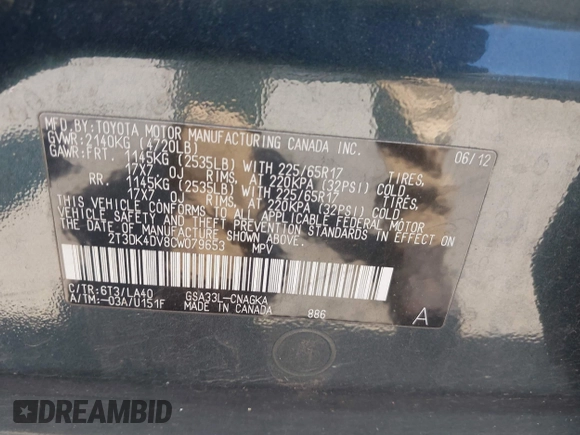 MFD.BY:TOYOTA MOTOR MANUFACTURING CANADA INC.
GVWR:2140KG (4720LB) 06/12
GAWR:FRT. 1145KG (2535LB) WITH 225/65R17 TIRES,
17X7 OJ RIMS, AT 220KPA (32PSI) COLD
RR. 1145KG (2535LB) WITH 225/65R17 TIRES,
17X7 OJ RIMS, AT 220KPA (32PSI) COLD.
THIS VEHICLE CONFORMS TO ALL APPLICABLE FEDERAL MOTOR
VEHICLE SAFETY AND THEFT PREVENTION STANDARDS IN EFFECT ON
THE DATE OF MANUFACTURE SHOWN ABOVE.
2T3DK4DV8CW079653 MPV
C/TR:6T3/LA40 GSA33L-CNAGKA
A/TM:-03A/U151F MADE IN CANADA 886 A
DREAMBID